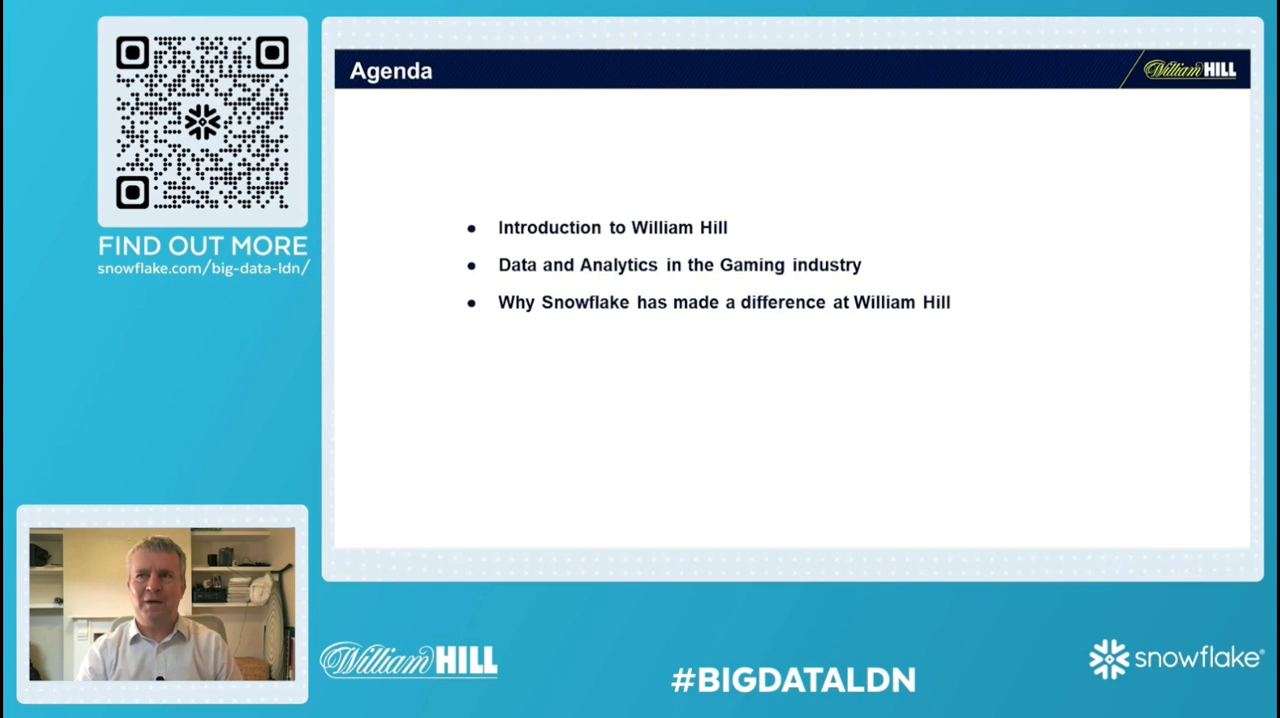 FIND OUT MORE
snowflake.com/big-data-ldn/
Agenda
William HILL
● Introduction to William Hill
● Data and Analytics in the Gaming industry
● Why Snowflake has made a difference at William Hill
William HILL
#BIGDATALDN
snowflake®